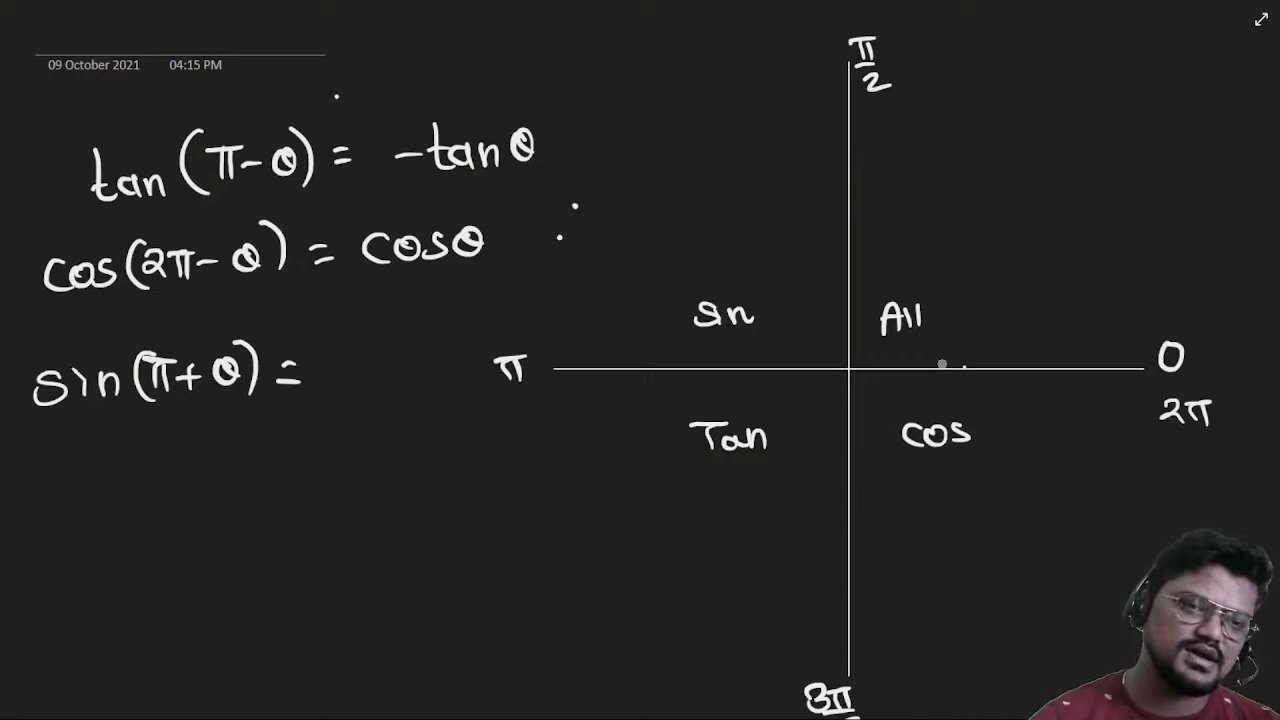 09 October 2021 04:15 PM
tan (π-θ) = -tanθ
cos(2π-θ) = cosθ
sin(π+θ) =
π/2
sin All
π 0
2π
Tan cos
3π